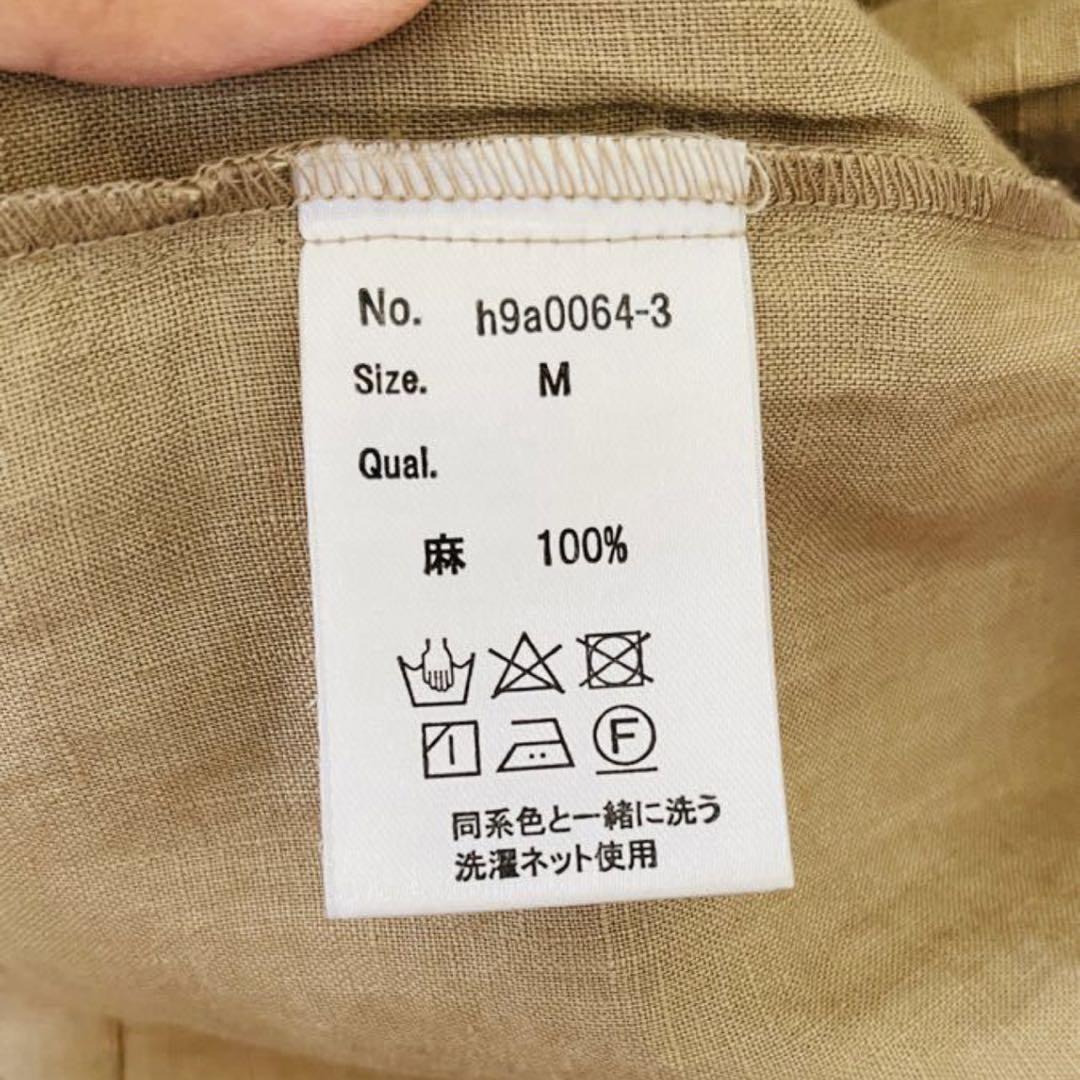 No. h9a0064-3
Size. M
Qual.
麻 100%
F
同系色と一緒に洗う
洗濯ネット使用